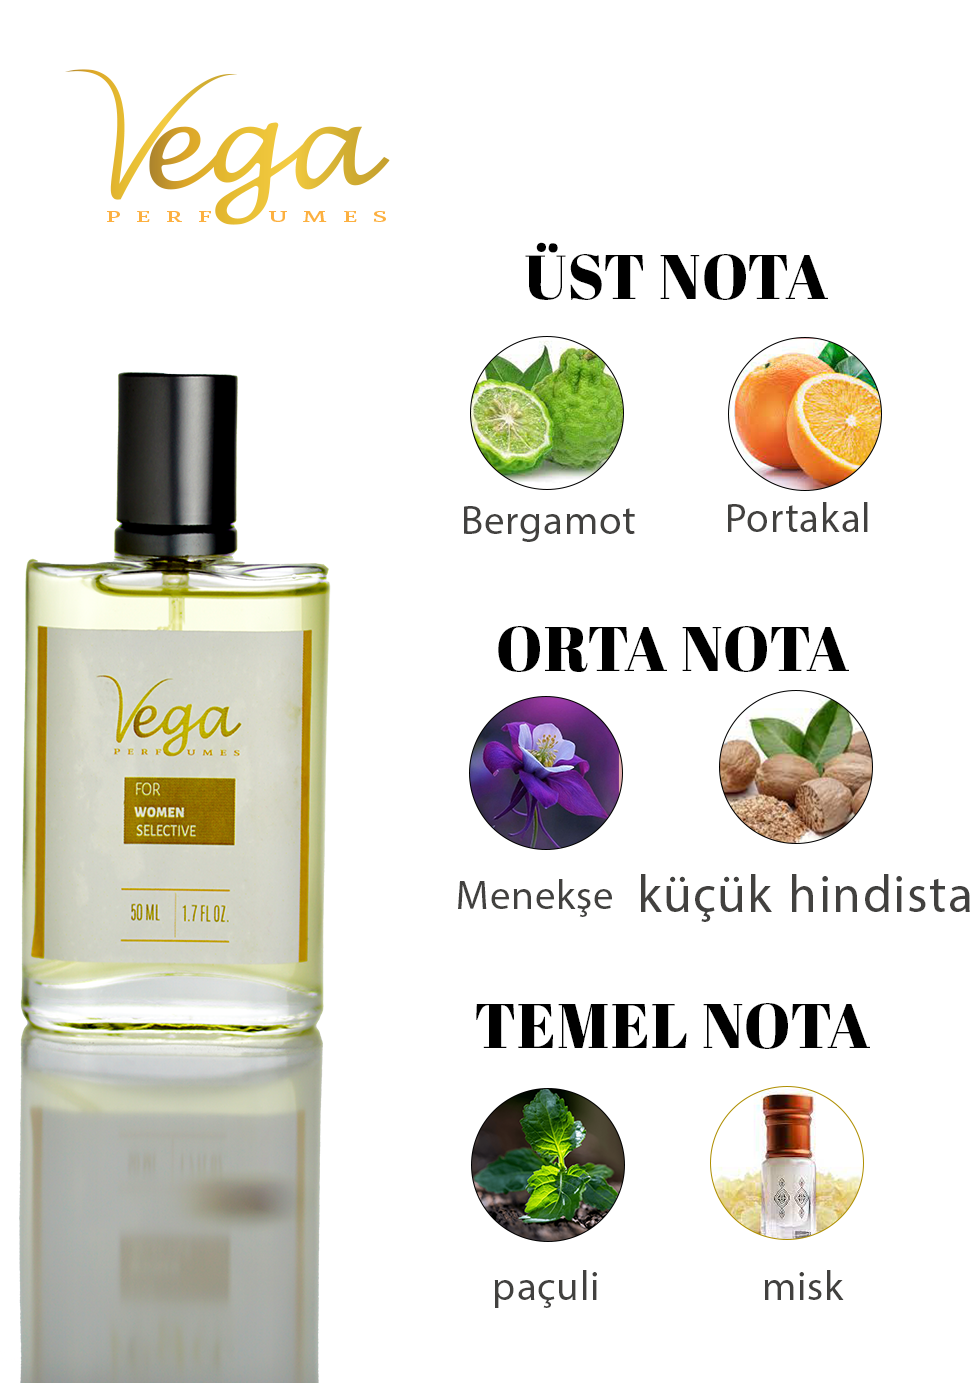 Vega
PERFUMES
ÜST NOTA
Bergamot
Portakal
ORTA NOTA
Menekşe
küçük hindista
TEMEL NOTA
paçuli
misk
Vega
PERFUMES
FOR
WOMEN
SELECTIVE
50 ML
1.7 FL OZ.